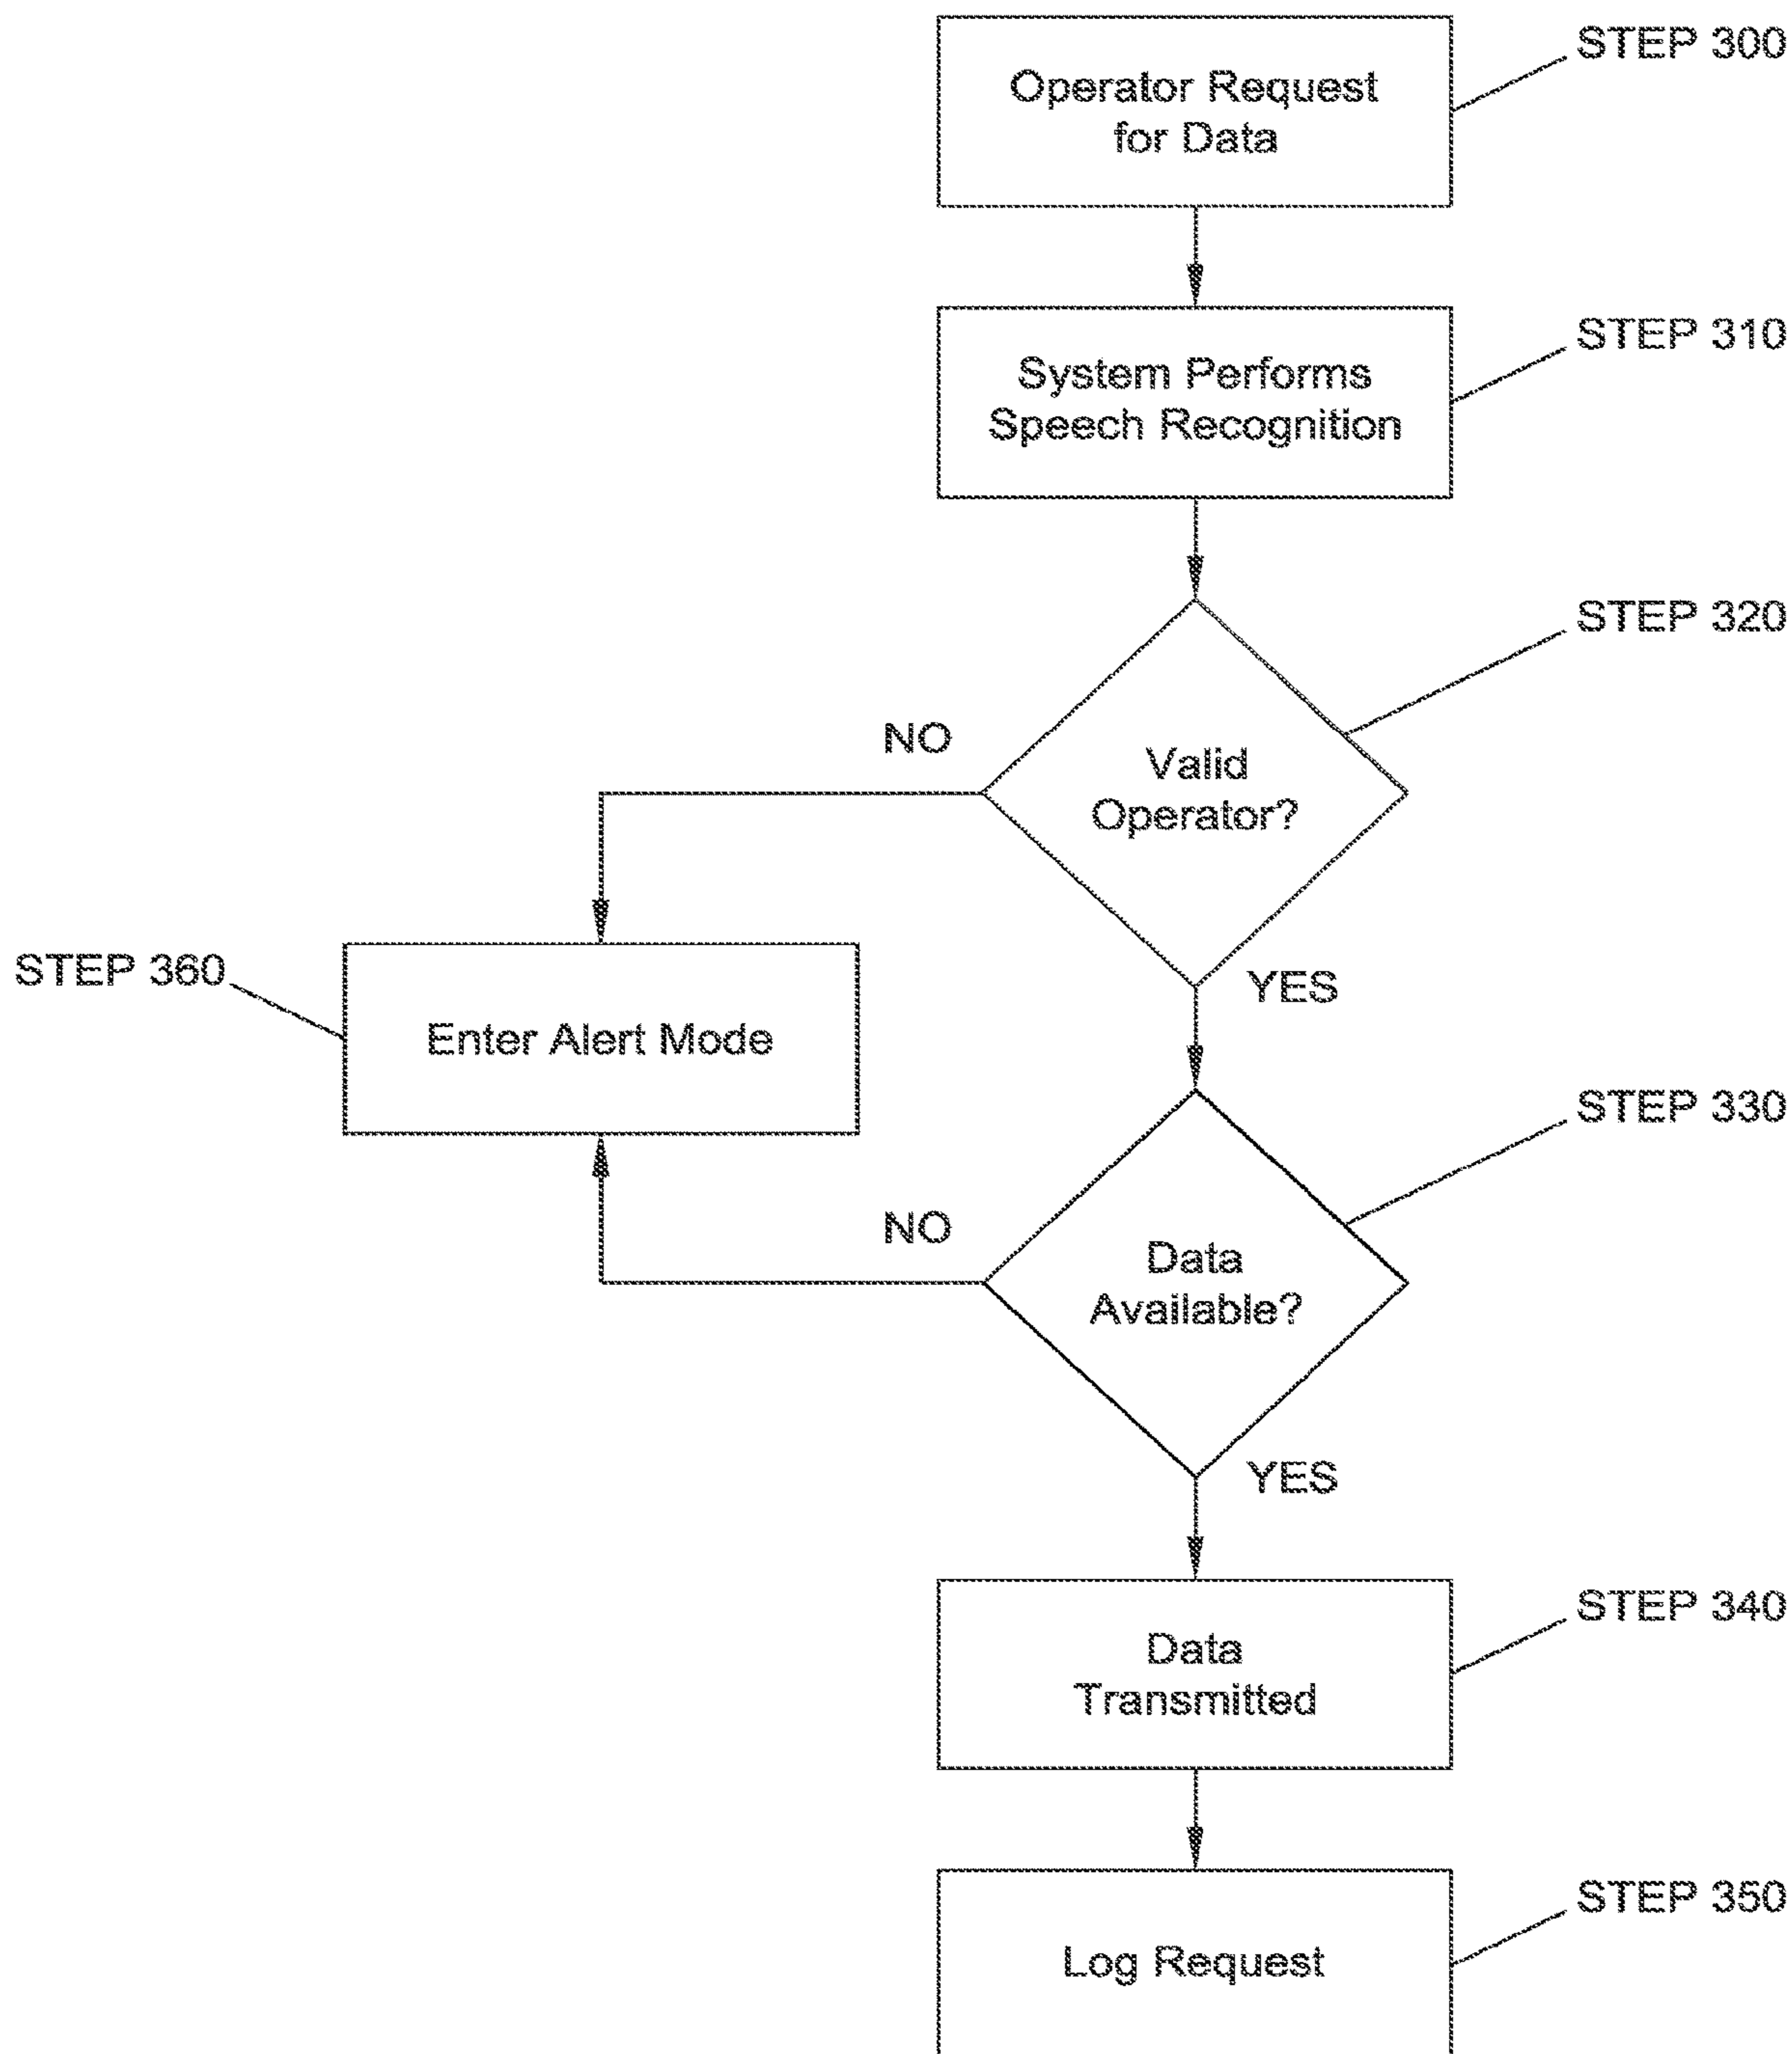 STEP 300
Operator Request
for Data
STEP 310
System Performs
Speech Recognition
STEP 320
NO
Valid
Operator?
YES
STEP 360
Enter Alert Mode
STEP 330
NO
Data
Available?
YES
STEP 340
Data
Transmitted
STEP 350
Log Request